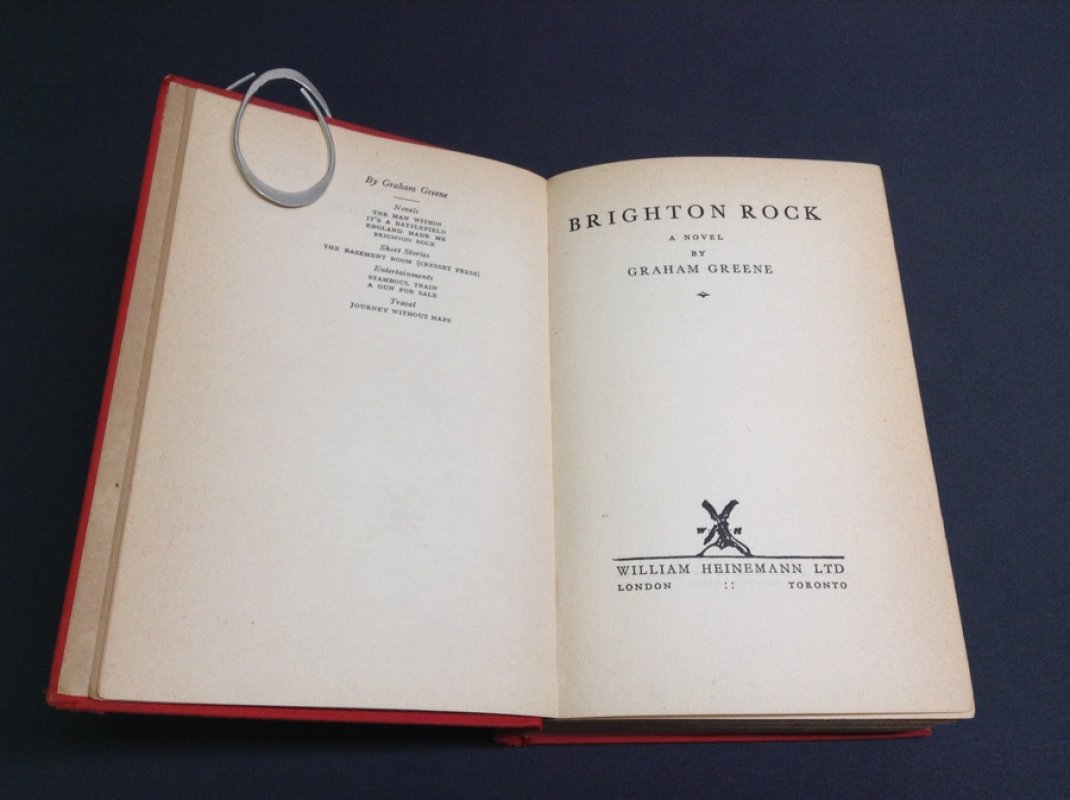 By Graham Greene
Novels
THE MAN WITHIN
IT'S A BATTLEFIELD
ENGLAND MADE ME
BRIGHTON ROCK
Short Stories
THE BASEMENT ROOM (CRESSET PRESS)
Entertainments
STAMBOUL TRAIN
A GUN FOR SALE
Travel
JOURNEY WITHOUT MAPS
BRIGHTON ROCK
A NOVEL
BY
GRAHAM GREENE
W H
WILLIAM HEINEMANN LTD
LONDON :: TORONTO